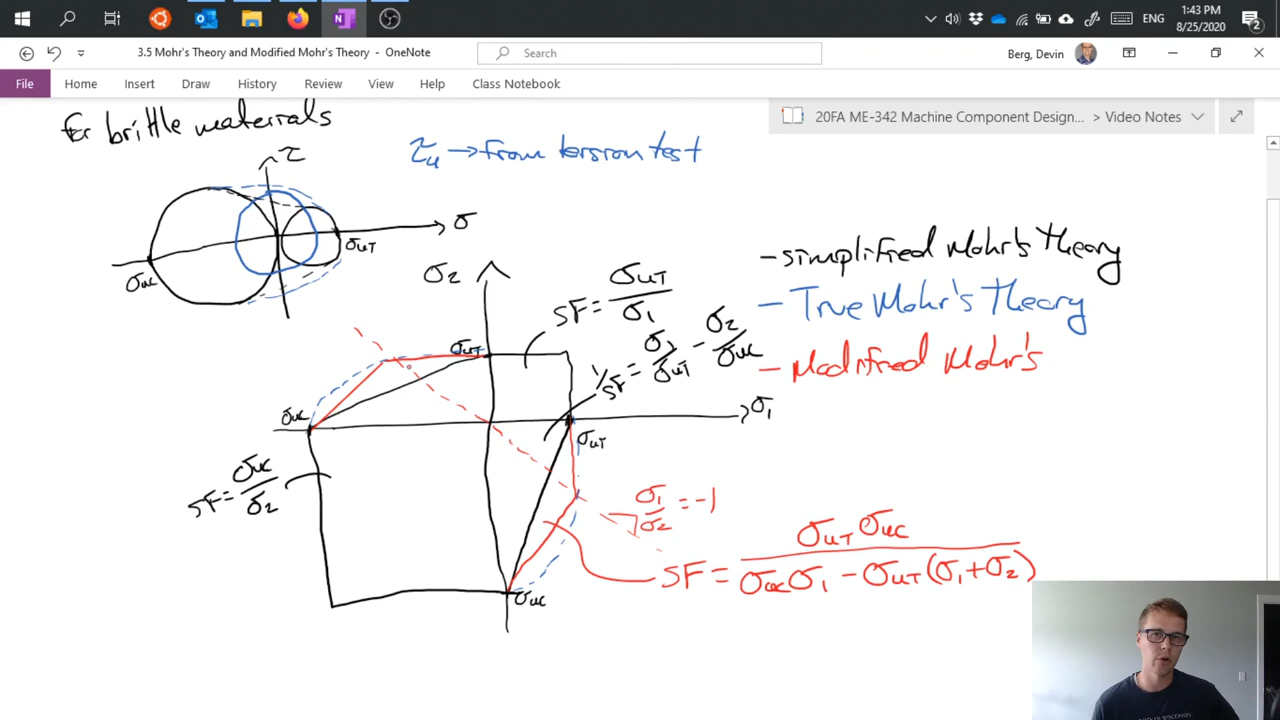 1:43 PM
ENG
8/25/2020
2
3.5 Mohr's Theory and Modified Mohr's Theory - OneNote
Search
Berg, Devin
File Home Insert Draw History Review View Help Class Notebook
20FA ME-342 Machine Component Design... > Video Notes
For brittle materials
τ
τu → from torsion test
σ
σuc
σuT
- simplified Mohr's Theory
- True Mohr's Theory
- Modified Mohr's
σ2
SF = σuT / σ1
1/SF = σ1/σuT - σ2/σuc
σuT
σuc
σ1
σuT
SF = σuc / σ2
σ1/σ2 = -1
SF = σuT σuc / σuc σ1 - σuT (σ1 + σ2)
σuc